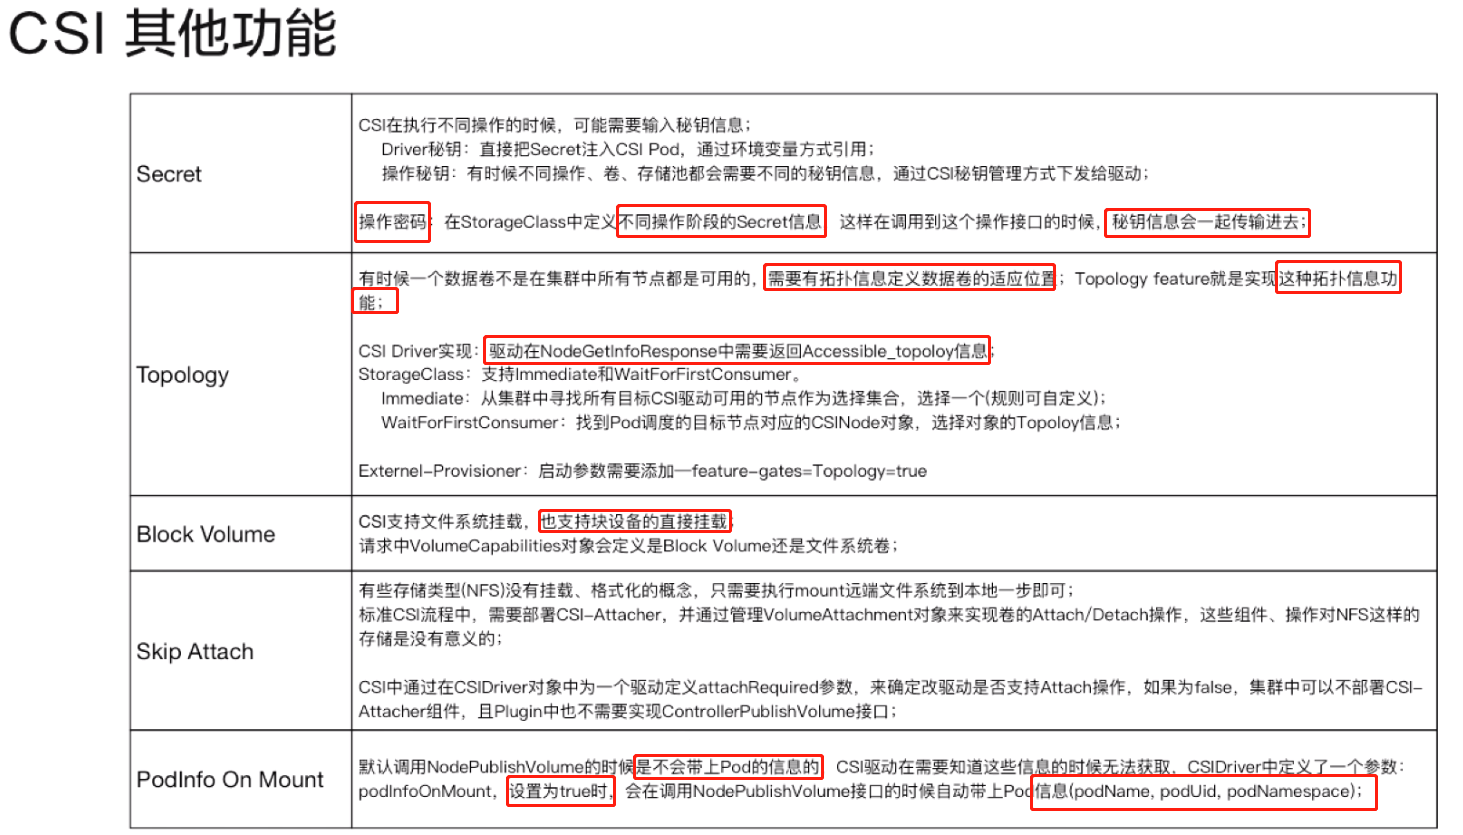 CSI 其他功能
Secret
CSI在执行不同操作的时候，可能需要输入秘钥信息；
Driver秘钥：直接把Secret注入CSI Pod，通过环境变量方式引用；
操作秘钥：有时候不同操作、卷、存储池都会需要不同的秘钥信息，通过CSI秘钥管理方式下发给驱动；
操作密码：在StorageClass中定义不同操作阶段的Secret信息 这样在调用到这个操作接口的时候，秘钥信息会一起传输进去；
Topology
有时候一个数据卷不是在集群中所有节点都是可用的，需要有拓扑信息定义数据卷的适应位置；Topology feature就是实现这种拓扑信息功
能；
CSI Driver实现：驱动在NodeGetInfoResponse中需要返回Accessible_topoloy信息；
StorageClass：支持Immediate和WaitForFirstConsumer。
Immediate：从集群中寻找所有目标CSI驱动可用的节点作为选择集合，选择一个(规则可自定义)；
WaitForFirstConsumer：找到Pod调度的目标节点对应的CSINode对象，选择对象的Topoloy信息；
Externel-Provisioner：启动参数需要添加—feature-gates=Topology=true
Block Volume
CSI支持文件系统挂载，也支持块设备的直接挂载；
请求中VolumeCapabilities对象会定义是Block Volume还是文件系统卷；
Skip Attach
有些存储类型(NFS)没有挂载、格式化的概念，只需要执行mount远端文件系统到本地一步即可；
标准CSI流程中，需要部署CSI-Attacher，并通过管理VolumeAttachment对象来实现卷的Attach/Detach操作，这些组件、操作对NFS这样的
存储是没有意义的；
CSI中通过在CSIDriver对象中为一个驱动定义attachRequired参数，来确定改驱动是否支持Attach操作，如果为false，集群中可以不部署CSI-
Attacher组件，且Plugin中也不需要实现ControllerPublishVolume接口；
PodInfo On Mount
默认调用NodePublishVolume的时候是不会带上Pod的信息的 CSI驱动在需要知道这些信息的时候无法获取，CSIDriver中定义了一个参数：
podInfoOnMount，设置为true时，会在调用NodePublishVolume接口的时候自动带上Pod信息(podName, podUid, podNamespace)；